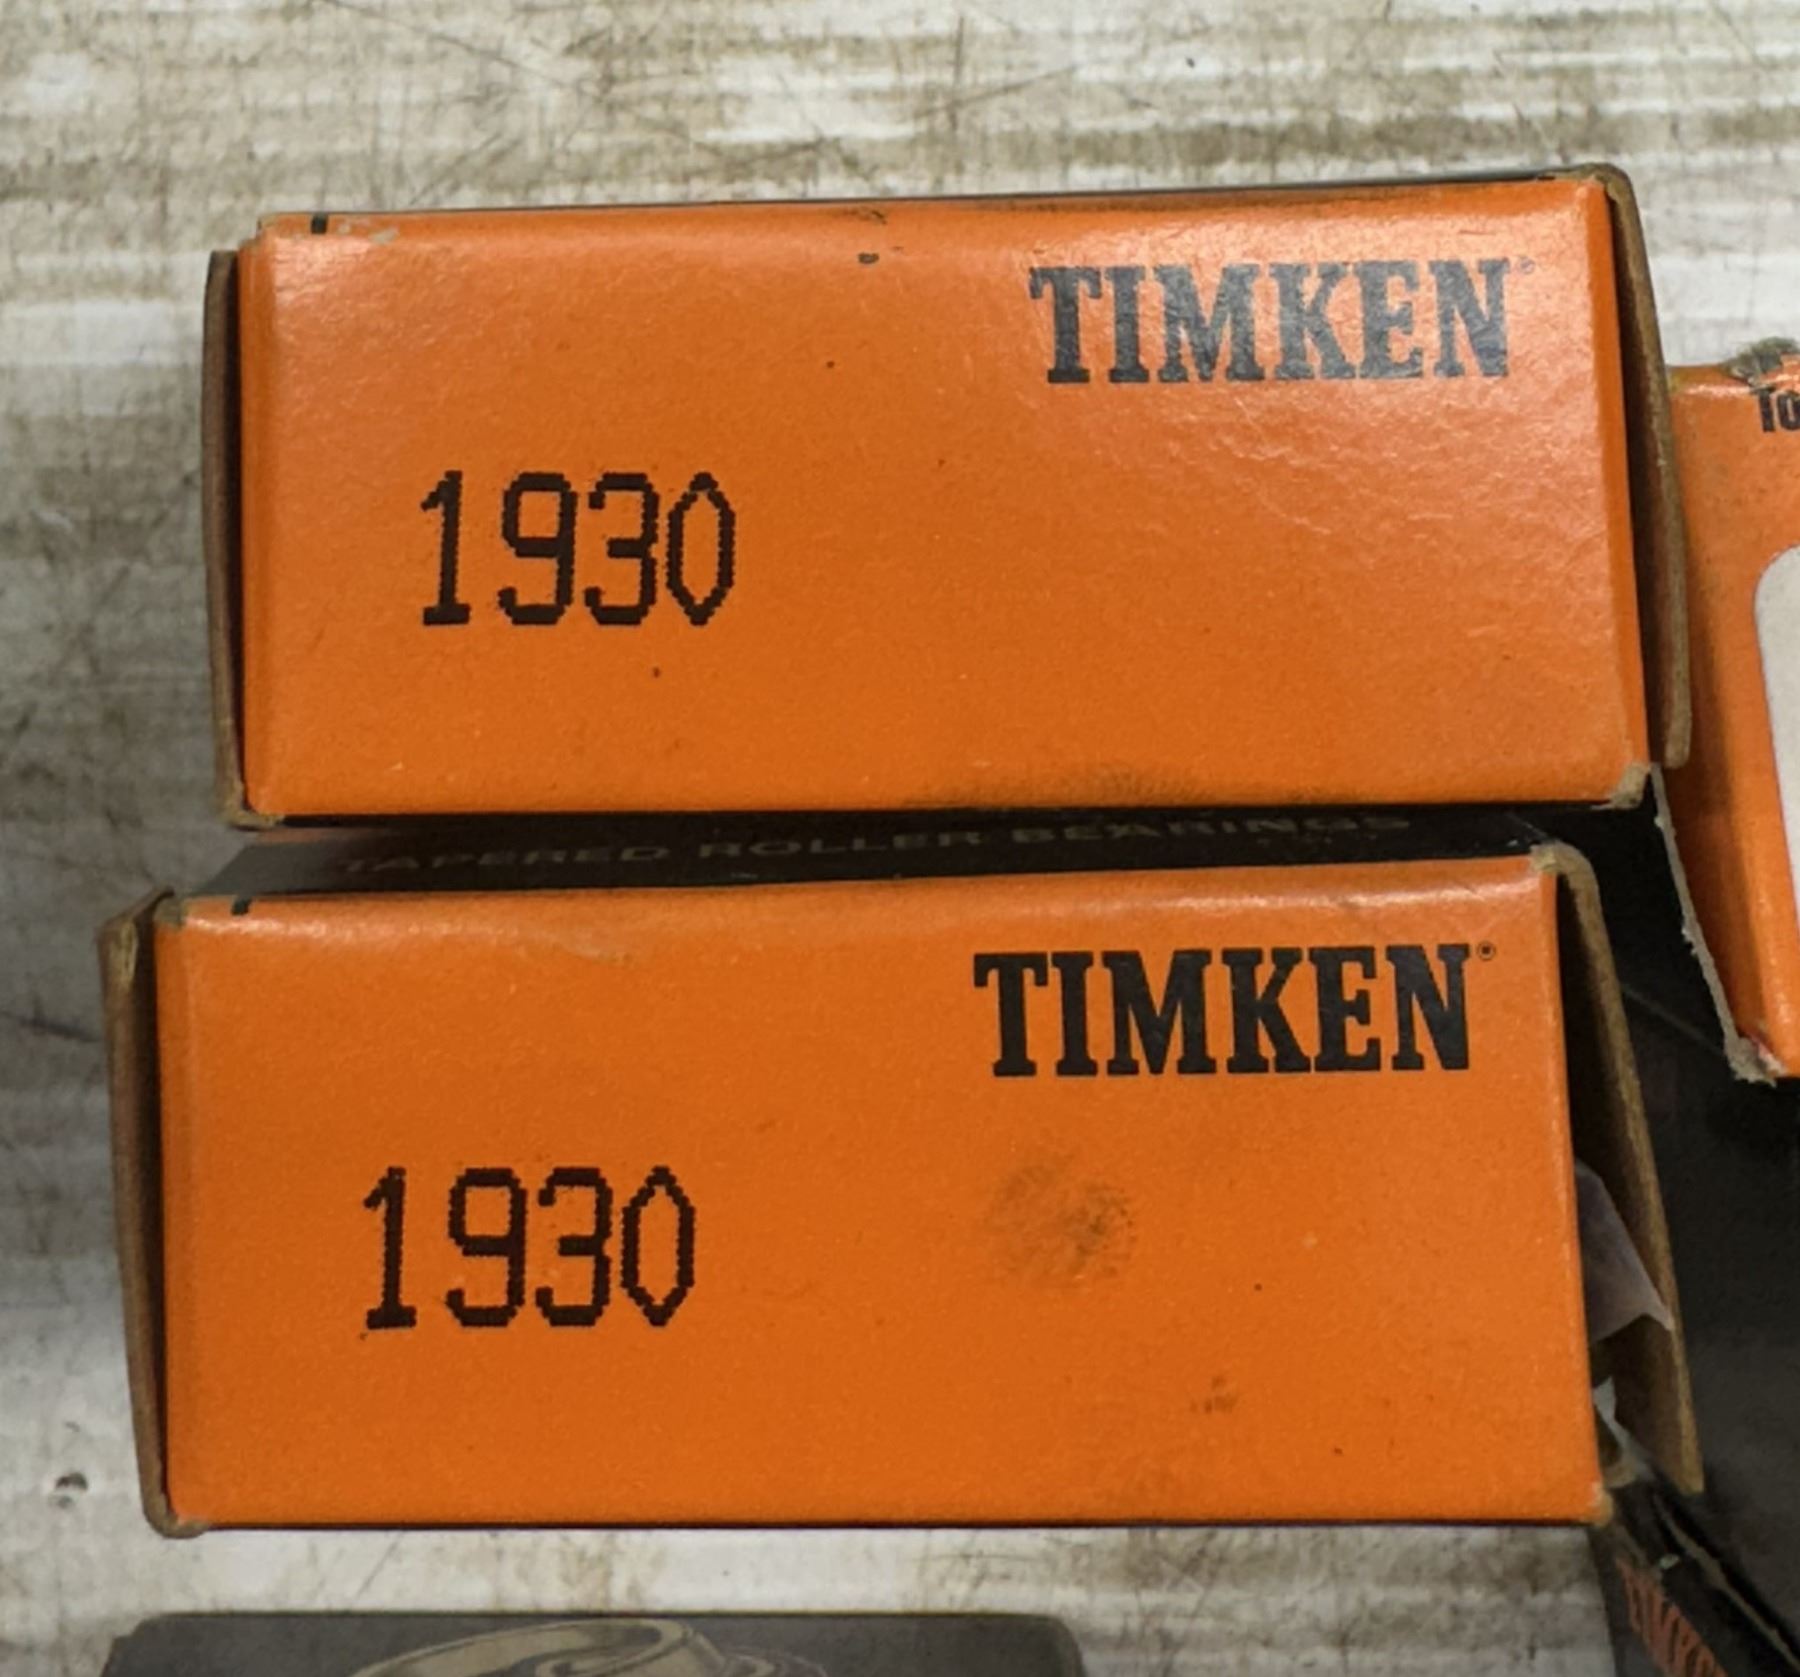 TIMKEN®
1930
TAPERED ROLLER BEARINGS
TIMKEN®
1930